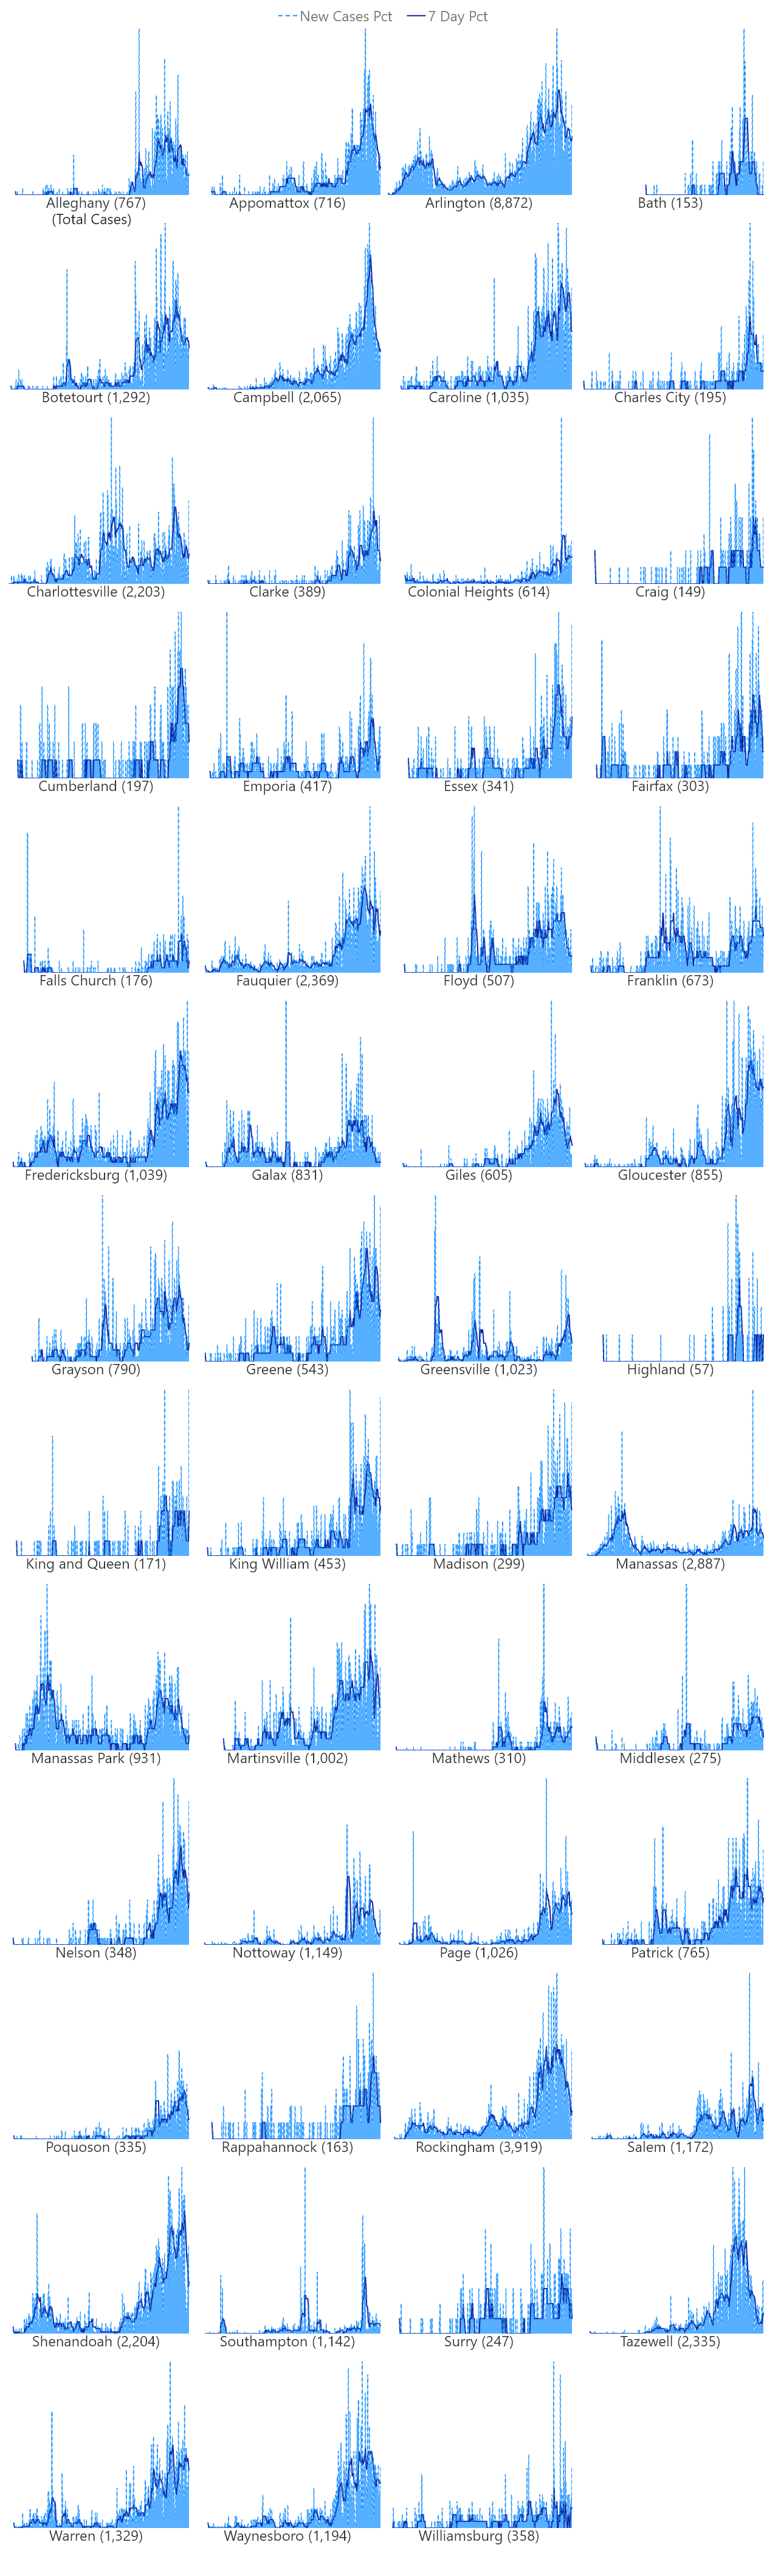 New Cases Pct 7 Day Pct
Alleghany (767) Appomattox (716) Arlington (8,872) Bath (153)
(Total Cases)
Botetourt (1,292) Campbell (2,065) Caroline (1,035) Charles City (195)
Charlottesville (2,203) Clarke (389) Colonial Heights (614) Craig (149)
Cumberland (197) Emporia (417) Essex (341) Fairfax (303)
Falls Church (176) Fauquier (2,369) Floyd (507) Franklin (673)
Fredericksburg (1,039) Galax (831) Giles (605) Gloucester (855)
Grayson (790) Greene (543) Greensville (1,023) Highland (57)
King and Queen (171) King William (453) Madison (299) Manassas (2,887)
Manassas Park (931) Martinsville (1,002) Mathews (310) Middlesex (275)
Nelson (348) Nottoway (1,149) Page (1,026) Patrick (765)
Poquoson (335) Rappahannock (163) Rockingham (3,919) Salem (1,172)
Shenandoah (2,204) Southampton (1,142) Surry (247) Tazewell (2,335)
Warren (1,329) Waynesboro (1,194) Williamsburg (358)